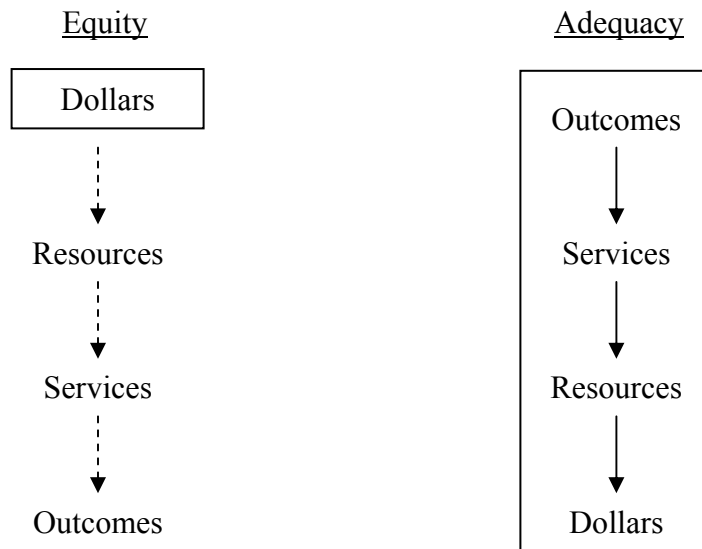 Equity
Dollars
Resources
Services
Outcomes
Adequacy
Outcomes
Services
Resources
Dollars